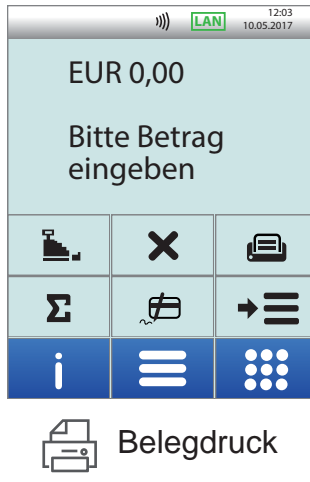 LAN
12:03
10.05.2017
EUR 0,00
Bitte Betrag
eingeben
Σ
i
Belegdruck